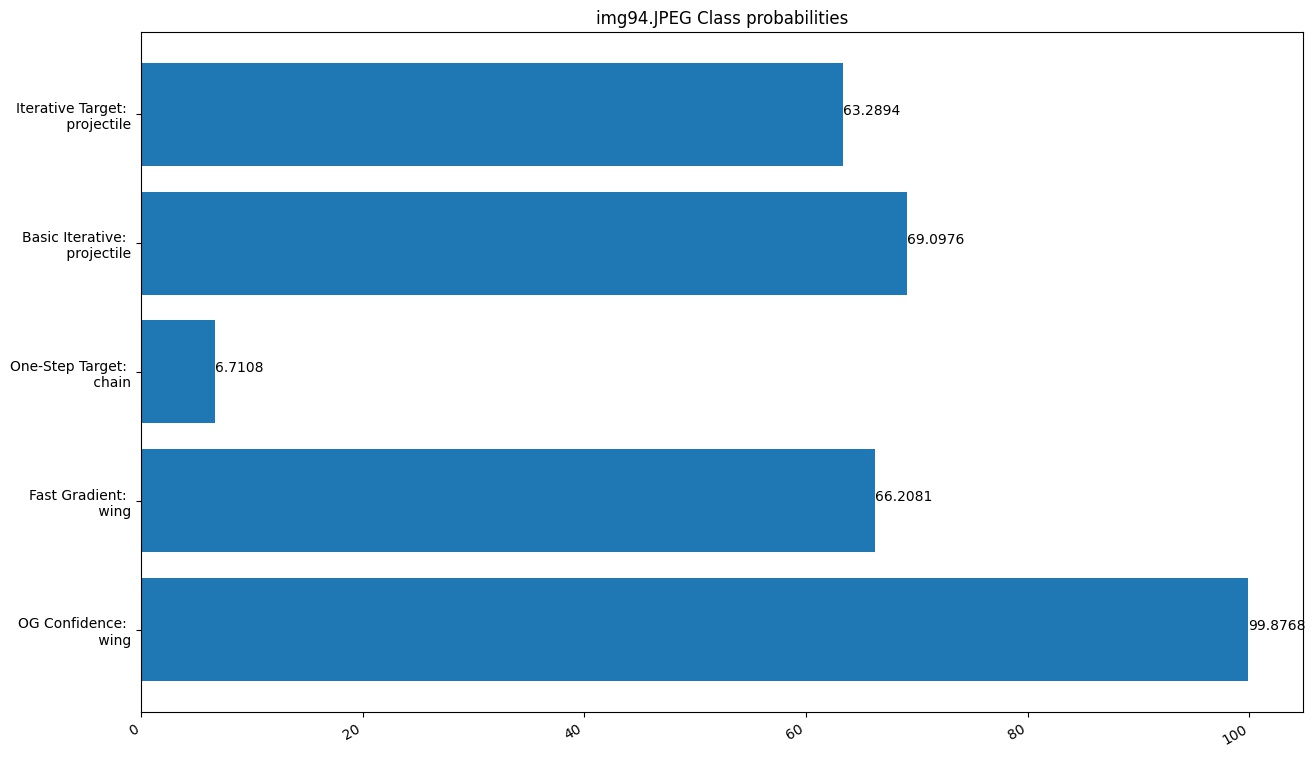 img94.JPEG Class probabilities
Iterative Target:
projectile
63.2894
Basic Iterative:
projectile
69.0976
One-Step Target:
chain
6.7108
Fast Gradient:
wing
66.2081
OG Confidence:
wing
99.8768
0
20
40
60
80
100